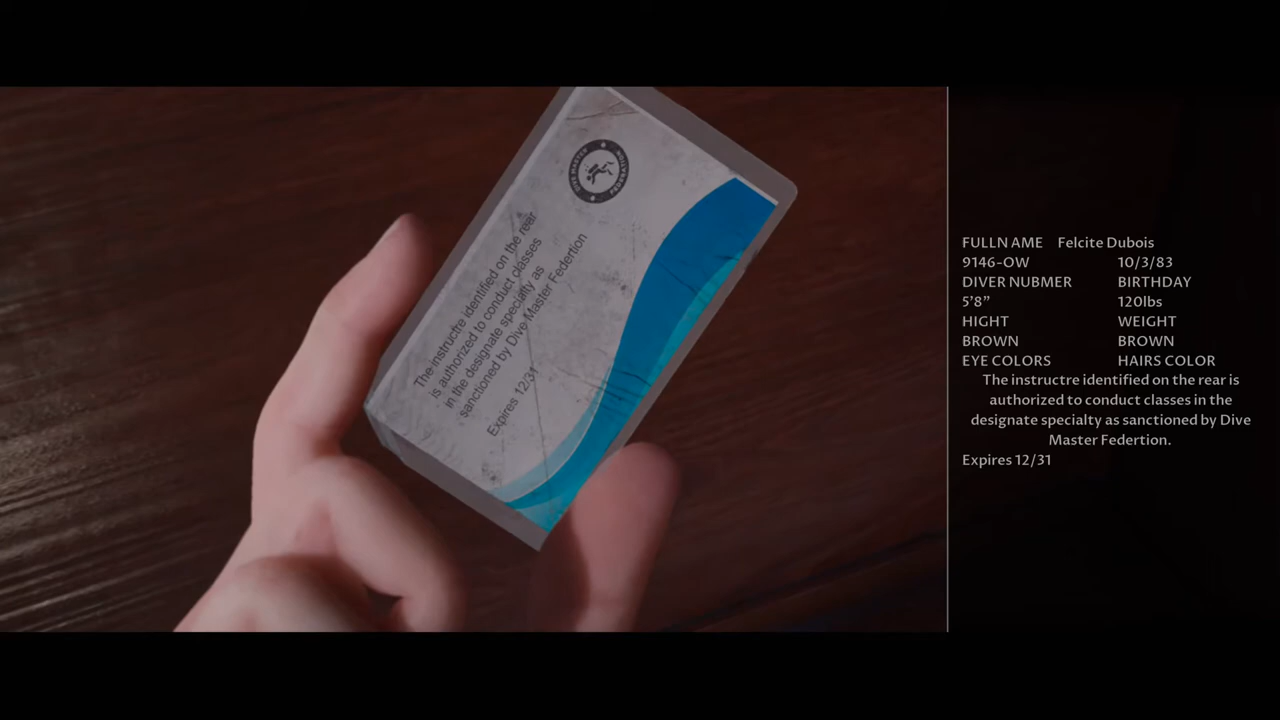 DIVE MASTER
FEDERATION
The instructre identified on the rear
is authorized to conduct classes
in the designate specialty as
sanctioned by Dive Master Federtion
Expires 12/31
FULLN AME Felcite Dubois
9146-OW 10/3/83
DIVER NUBMER BIRTHDAY
5'8" 120lbs
HIGHT WEIGHT
BROWN BROWN
EYE COLORS HAIRS COLOR
The instructre identified on the rear is
authorized to conduct classes in the
designate specialty as sanctioned by Dive
Master Federtion.
Expires 12/31